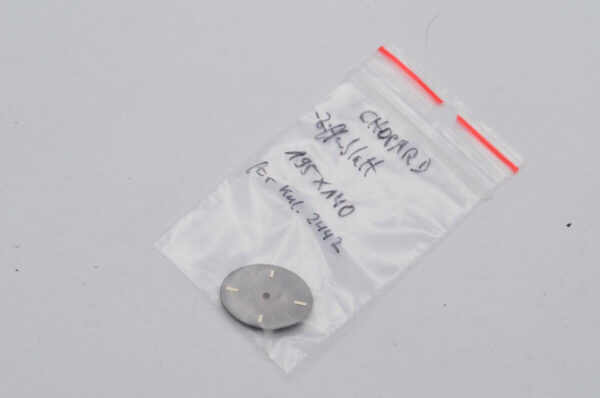 CHOPARD
Zifferblatt
195 X 140
für Kal. 2442